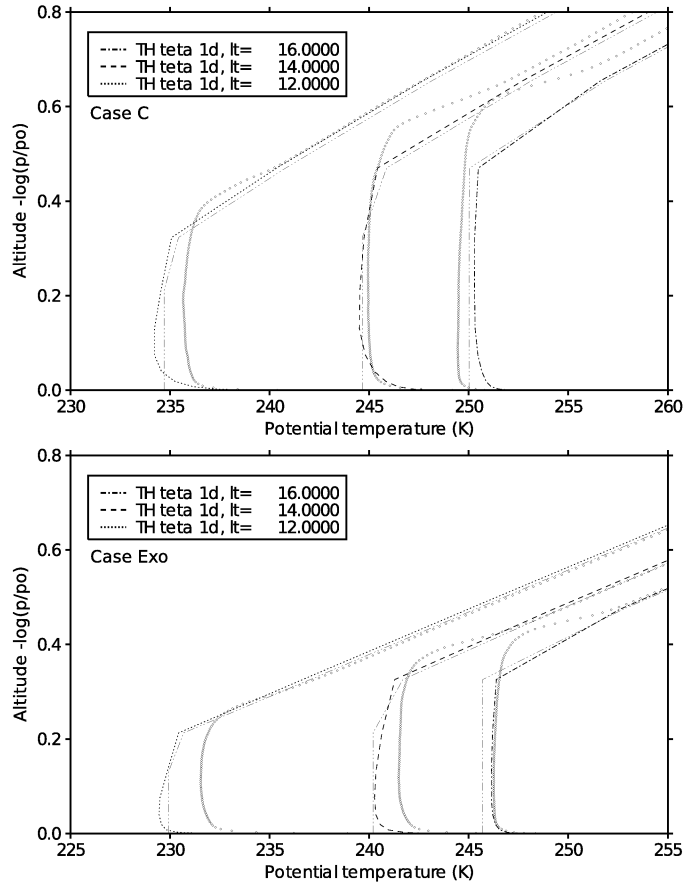 0.8
TH teta 1d, lt= 16.0000
TH teta 1d, lt= 14.0000
TH teta 1d, lt= 12.0000
Case C
0.6
0.4
0.2
0.0
Altitude -log(p/po)
230 235 240 245 250 255 260
Potential temperature (K)
0.8
TH teta 1d, lt= 16.0000
TH teta 1d, lt= 14.0000
TH teta 1d, lt= 12.0000
Case Exo
0.6
0.4
0.2
0.0
Altitude -log(p/po)
225 230 235 240 245 250 255
Potential temperature (K)